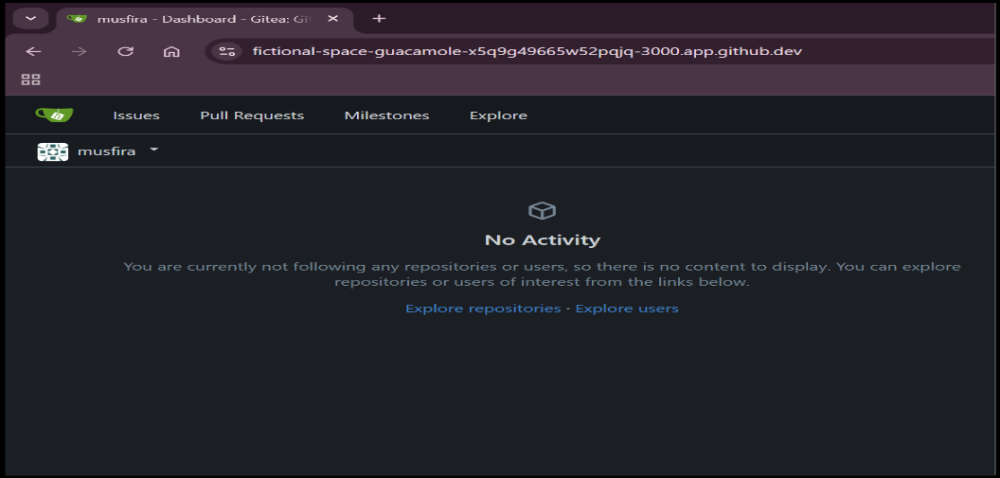 musfira - Dashboard - Gitea: Gi
fictional-space-guacamole-x5q9g49665w52pqjq-3000.app.github.dev
Issues Pull Requests Milestones Explore
musfira
No Activity
You are currently not following any repositories or users, so there is no content to display. You can explore
repositories or users of interest from the links below.
Explore repositories · Explore users